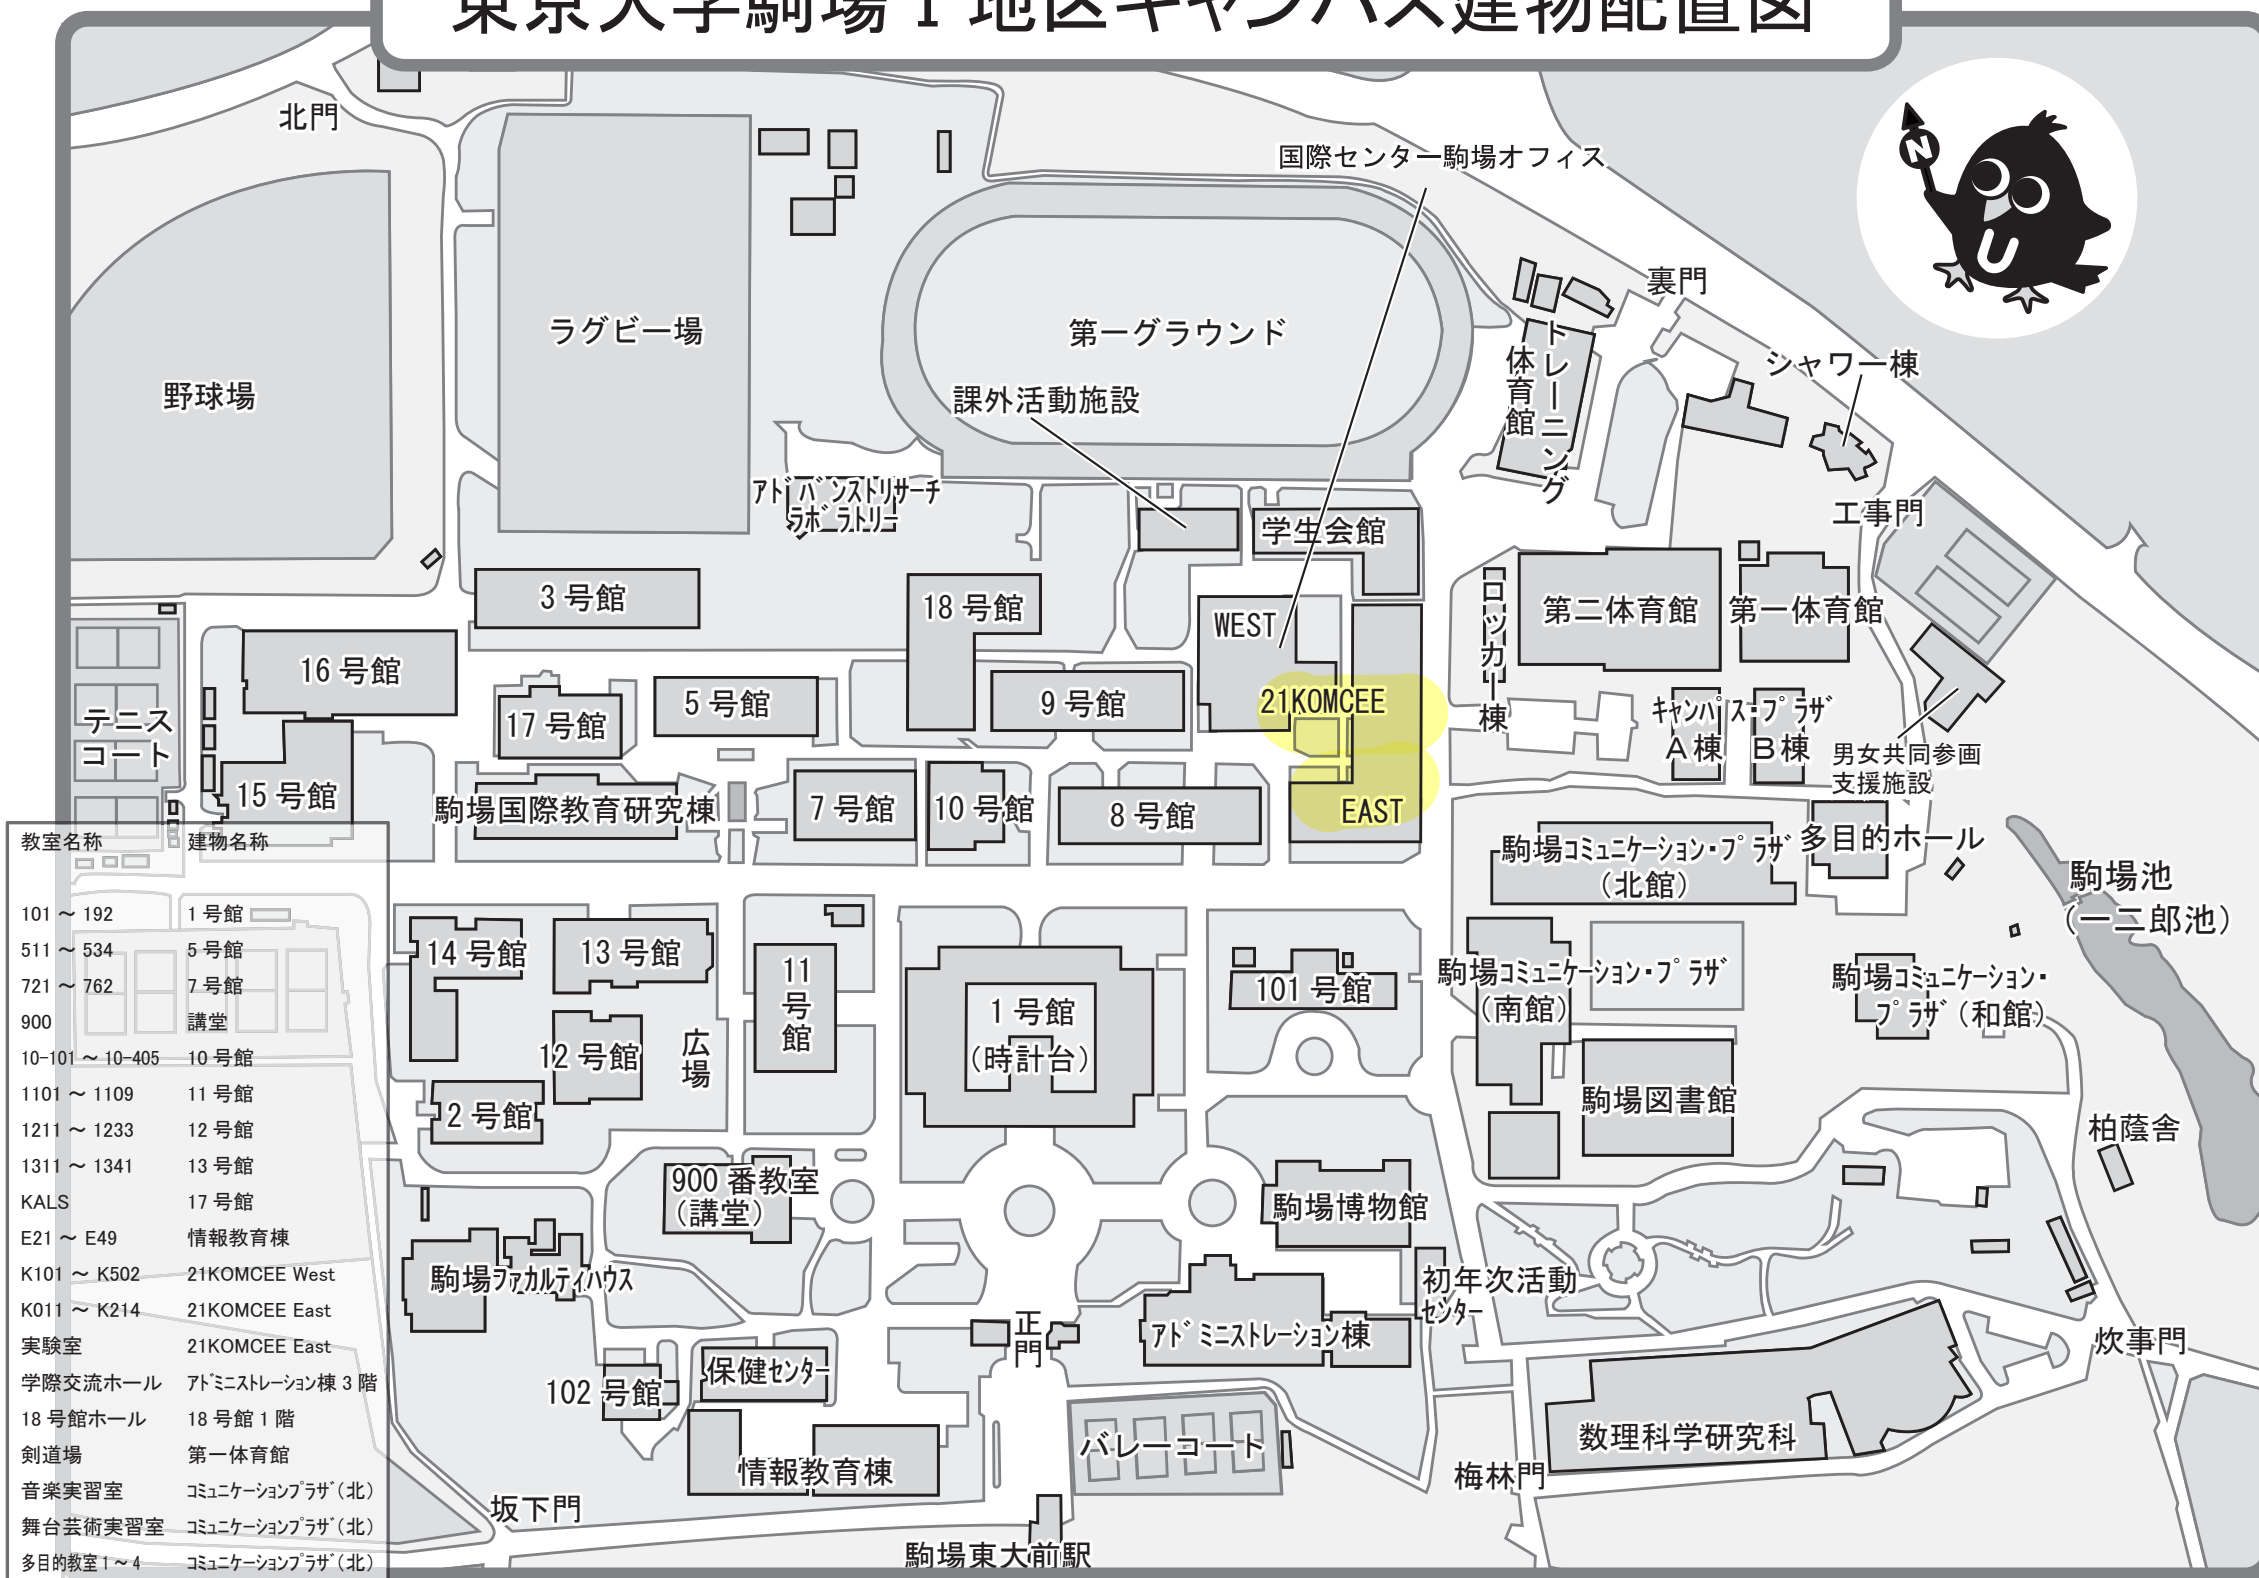 東京大学駒場Ⅰ地区キャンパス建物配置図
北門
N
国際センター駒場オフィス
U
裏門
ラグビー場
第一グラウンド
トレーニング
体育館
シャワー棟
野球場
課外活動施設
アドバンストリサーチ
ラボラトリー
工事門
学生会館
3号館
18号館
WEST
ロッカー棟
第二体育館
第一体育館
16号館
17号館
5号館
9号館
21KOMCEE
キャンパス・プラザ
A棟
B棟
テニス
コート
男女共同参画
支援施設
15号館
駒場国際教育研究棟
7号館
10号館
8号館
EAST
駒場コミュニケーション・プラザ
(北館)
多目的ホール
駒場池
(一二郎池)
14号館
13号館
11号館
1号館
(時計台)
101号館
駒場コミュニケーション・プラザ
(南館)
駒場コミュニケーション・
プラザ(和館)
12号館
広場
2号館
駒場図書館
柏蔭舎
900番教室
(講堂)
駒場博物館
駒場ファカルティハウス
初年次活動
センター
正門
アドミニストレーション棟
炊事門
102号館
保健センター
情報教育棟
バレーコート
数理科学研究科
梅林門
坂下門
駒場東大前駅
教室名称 建物名称
101～192 1号館
511～534 5号館
721～762 7号館
900 講堂
10-101～10-405 10号館
1101～1109 11号館
1211～1233 12号館
1311～1341 13号館
KALS 17号館
E21～E49 情報教育棟
K101～K502 21KOMCEE West
K011～K214 21KOMCEE East
実験室 21KOMCEE East
学際交流ホール アドミニストレーション棟3階
18号館ホール 18号館1階
剣道場 第一体育館
音楽実習室 コミュニケーションプラザ(北)
舞台芸術実習室 コミュニケーションプラザ(北)
多目的教室1～4 コミュニケーションプラザ(北)